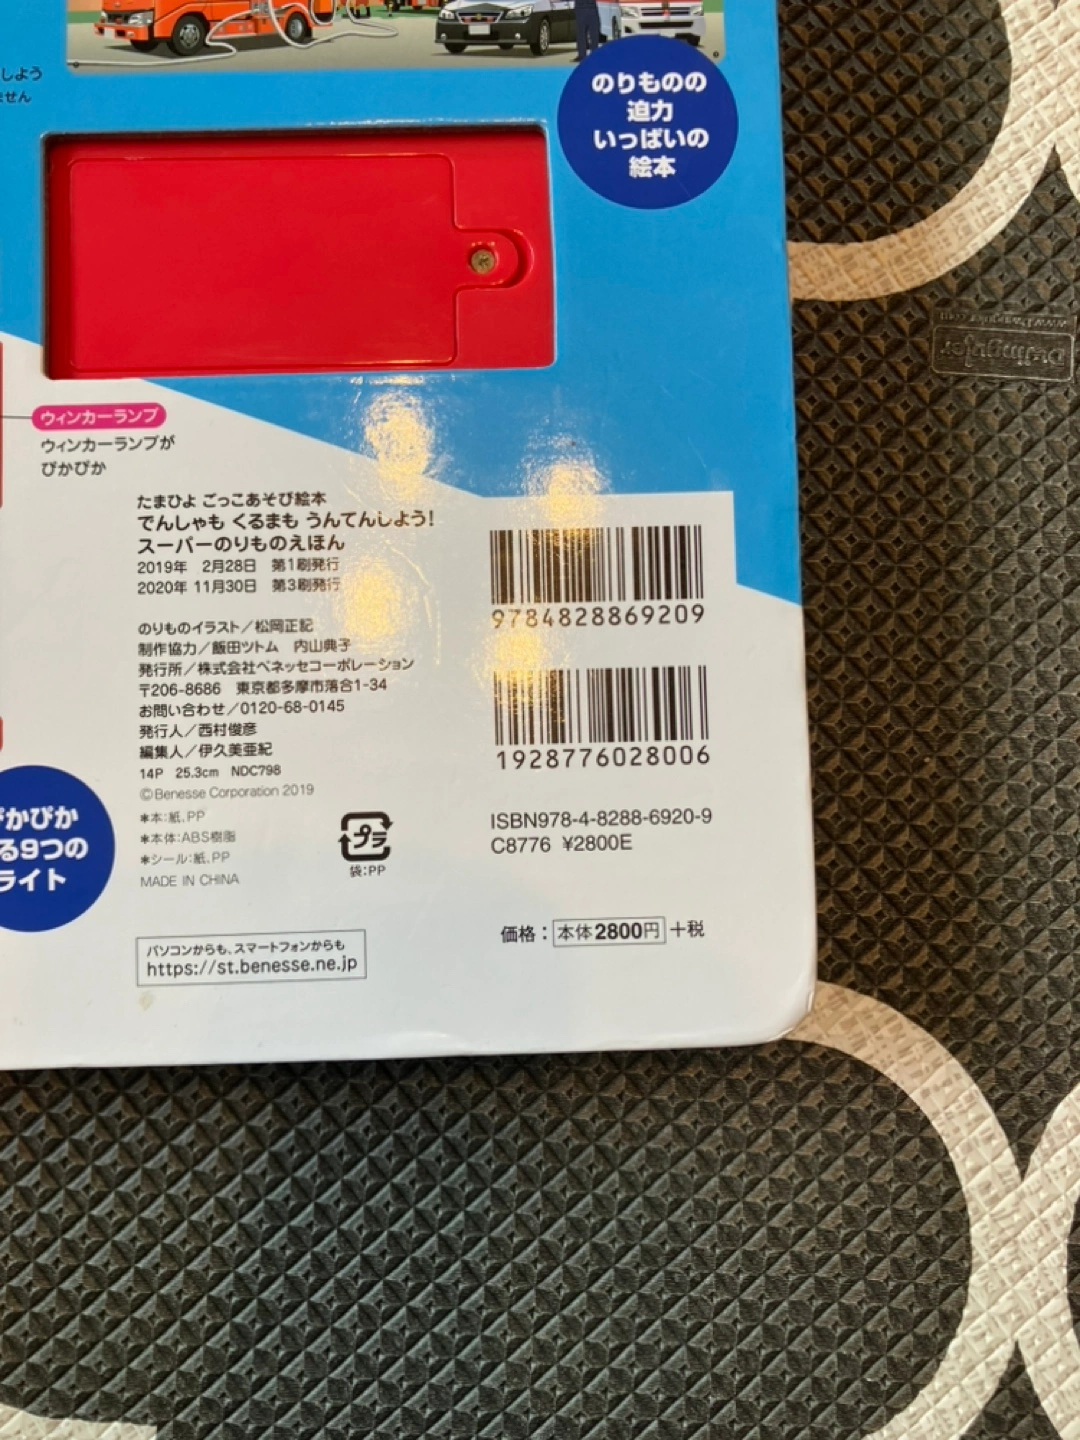 しよう
ません
のりものの
迫力
いっぱいの
絵本
ウィンカーランプ
ウィンカーランプが
ぴかぴか
たまひよ ごっこあそび絵本
でんしゃも くるまも うんてんしよう!
スーパーのりものえほん
2019年 2月28日 第1刷発行
2020年 11月30日 第3刷発行
のりものイラスト/松岡正記
制作協力/飯田ツトム 内山典子
発行所/株式会社ベネッセコーポレーション
〒206-8686 東京都多摩市落合1-34
お問い合わせ/0120-68-0145
発行人/西村俊彦
編集人/伊久美亜紀
14P 25.3cm NDC798
©Benesse Corporation 2019
*本:紙、PP
*本体:ABS樹脂
*シール:紙、PP
MADE IN CHINA
プラ
袋:PP
パソコンからも、スマートフォンからも
https://st.benesse.ne.jp
9784828869209
1928776028006
ISBN978-4-8288-6920-9
C8776 ¥2800E
価格:本体2800円+税
ぴかぴか
る9つの
ライト